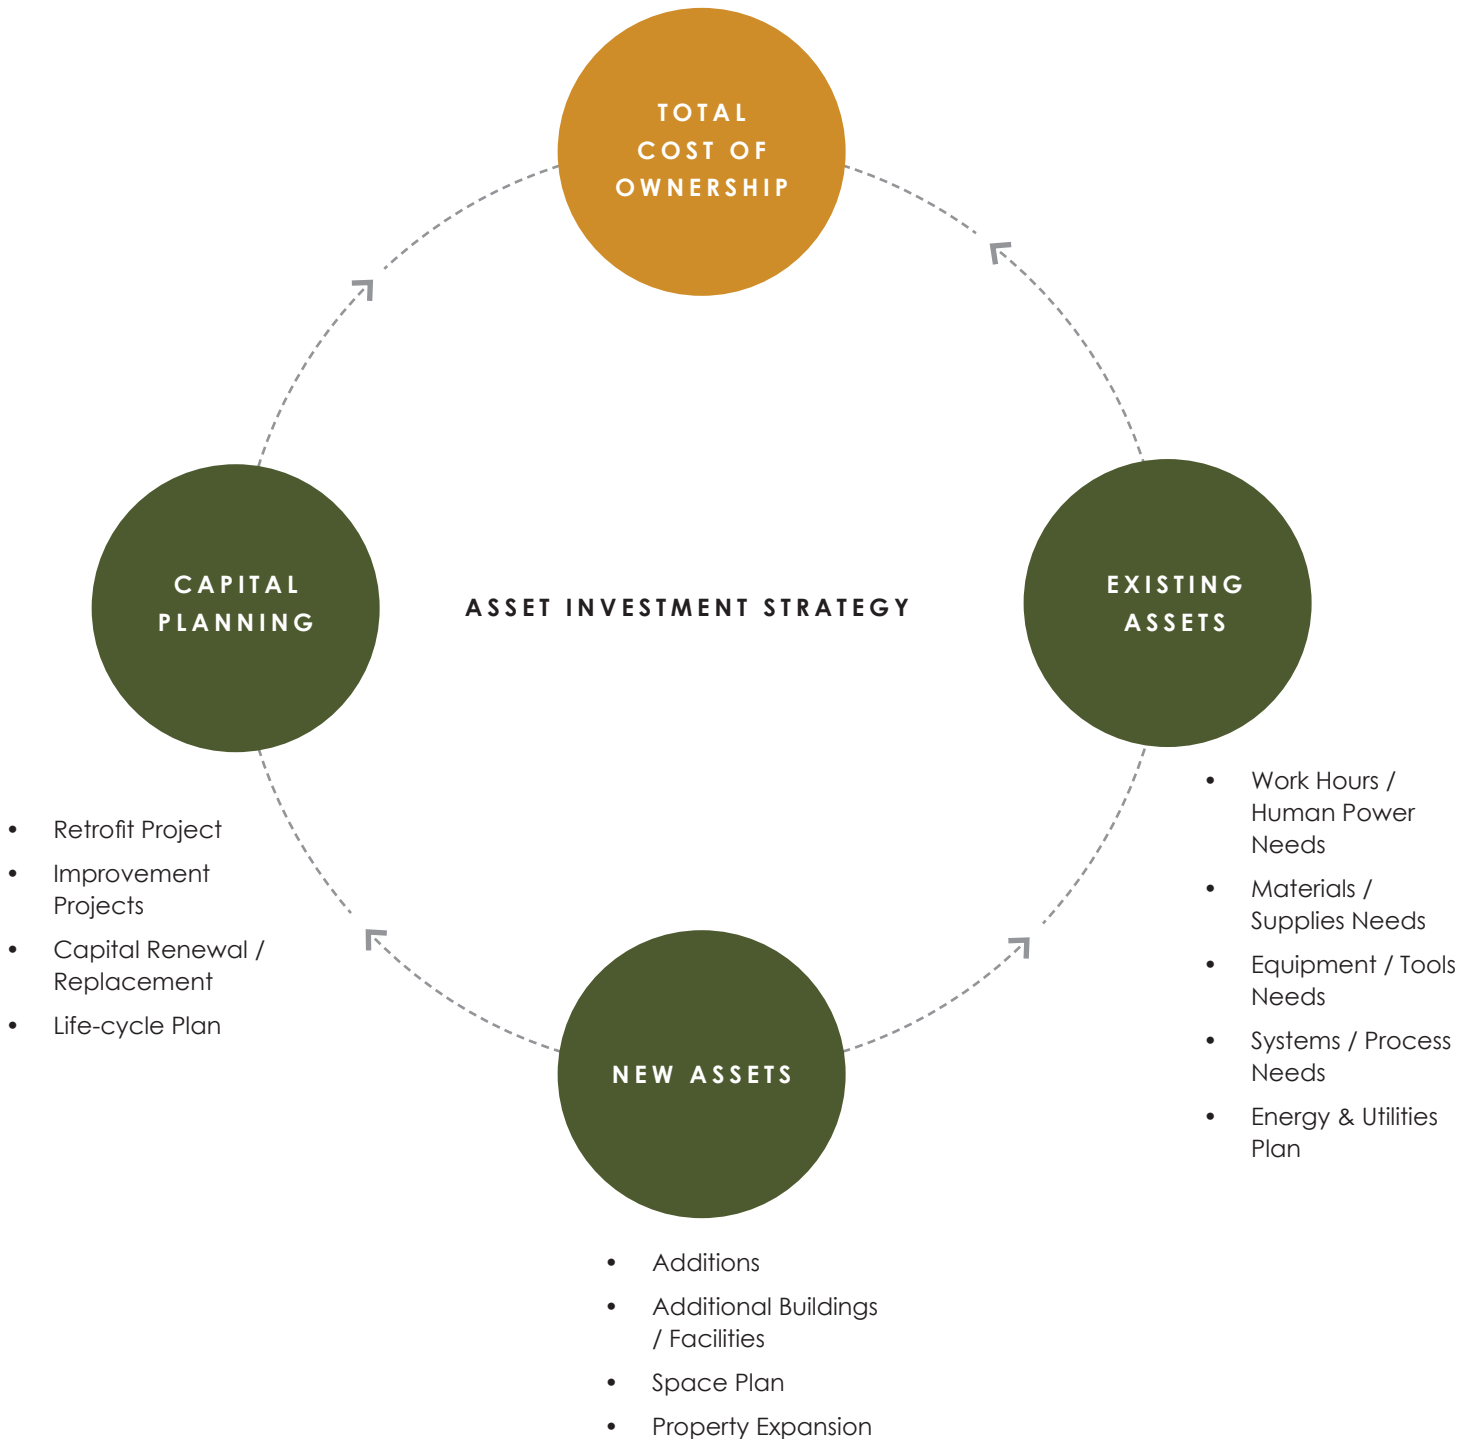 TOTAL
COST OF
OWNERSHIP
CAPITAL
PLANNING
ASSET INVESTMENT STRATEGY
EXISTING
ASSETS
• Retrofit Project
• Improvement
Projects
• Capital Renewal /
Replacement
• Life-cycle Plan
• Work Hours /
Human Power
Needs
• Materials /
Supplies Needs
• Equipment / Tools
Needs
• Systems / Process
Needs
• Energy & Utilities
Plan
NEW ASSETS
• Additions
• Additional Buildings
/ Facilities
• Space Plan
• Property Expansion